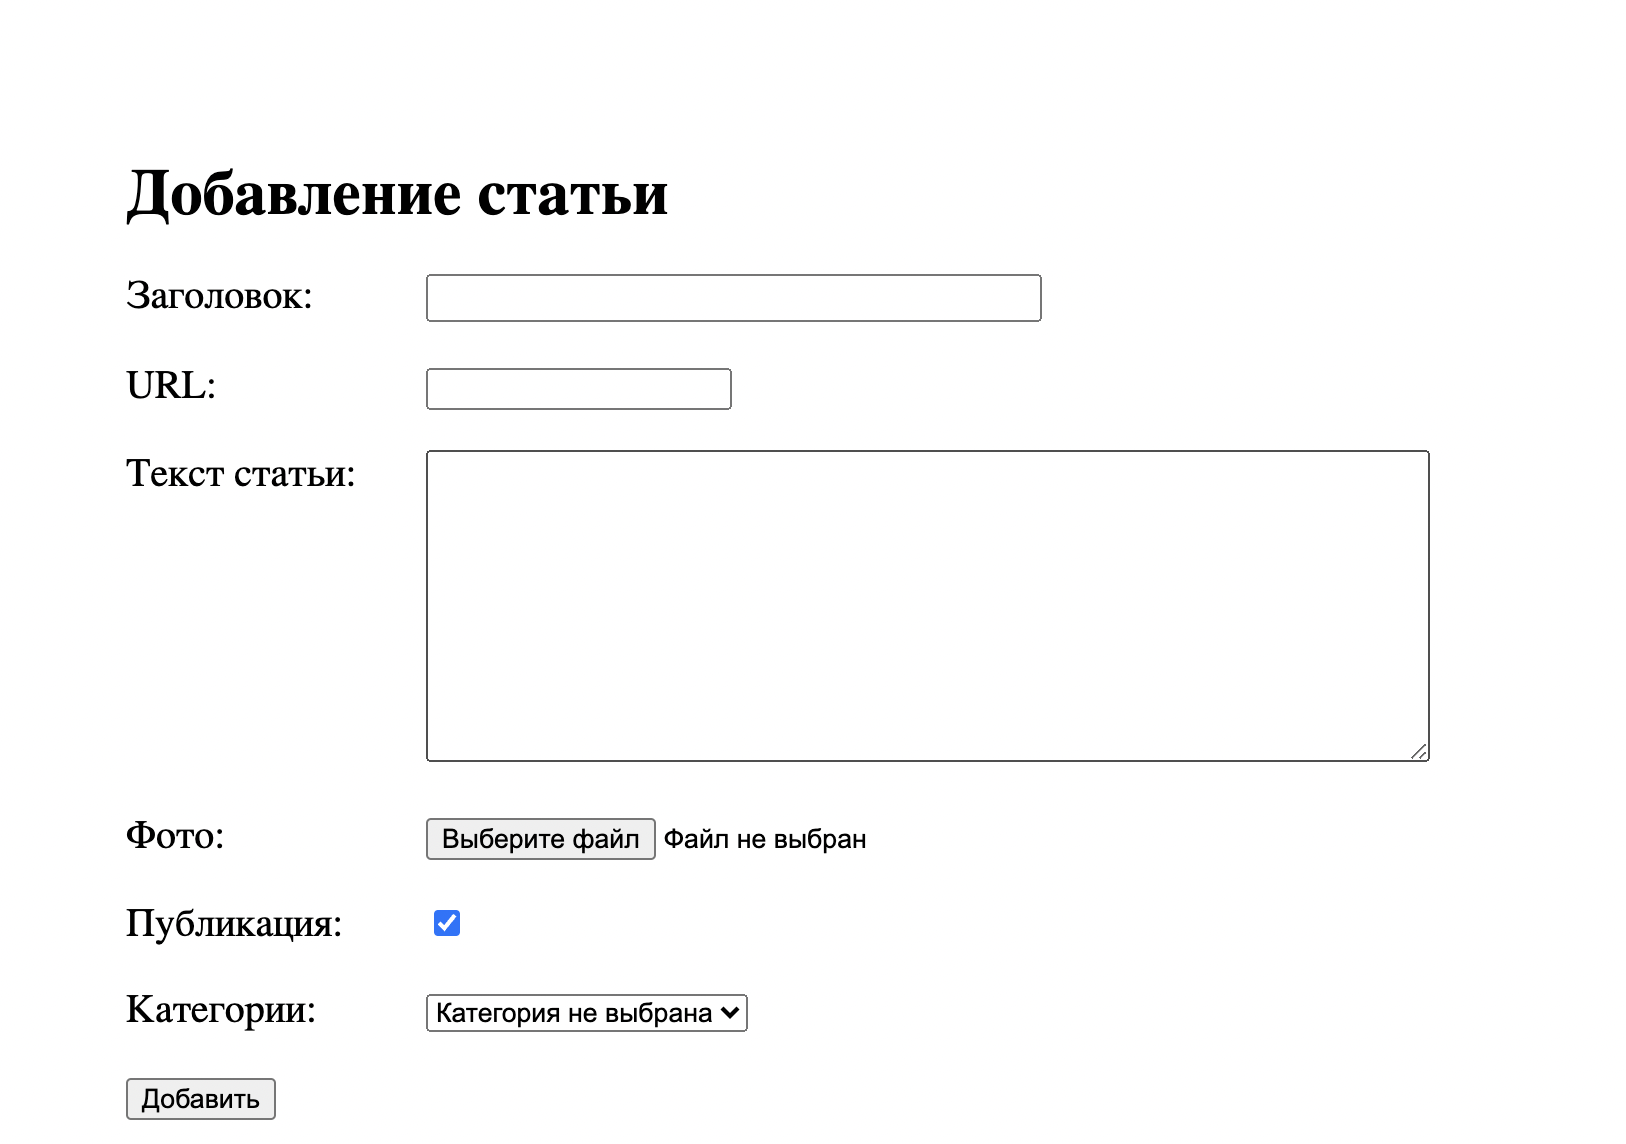 Добавление статьи
Заголовок:
URL:
Текст статьи:
Фото: Выберите файл Файл не выбран
Публикация:
Категории: Категория не выбрана
Добавить